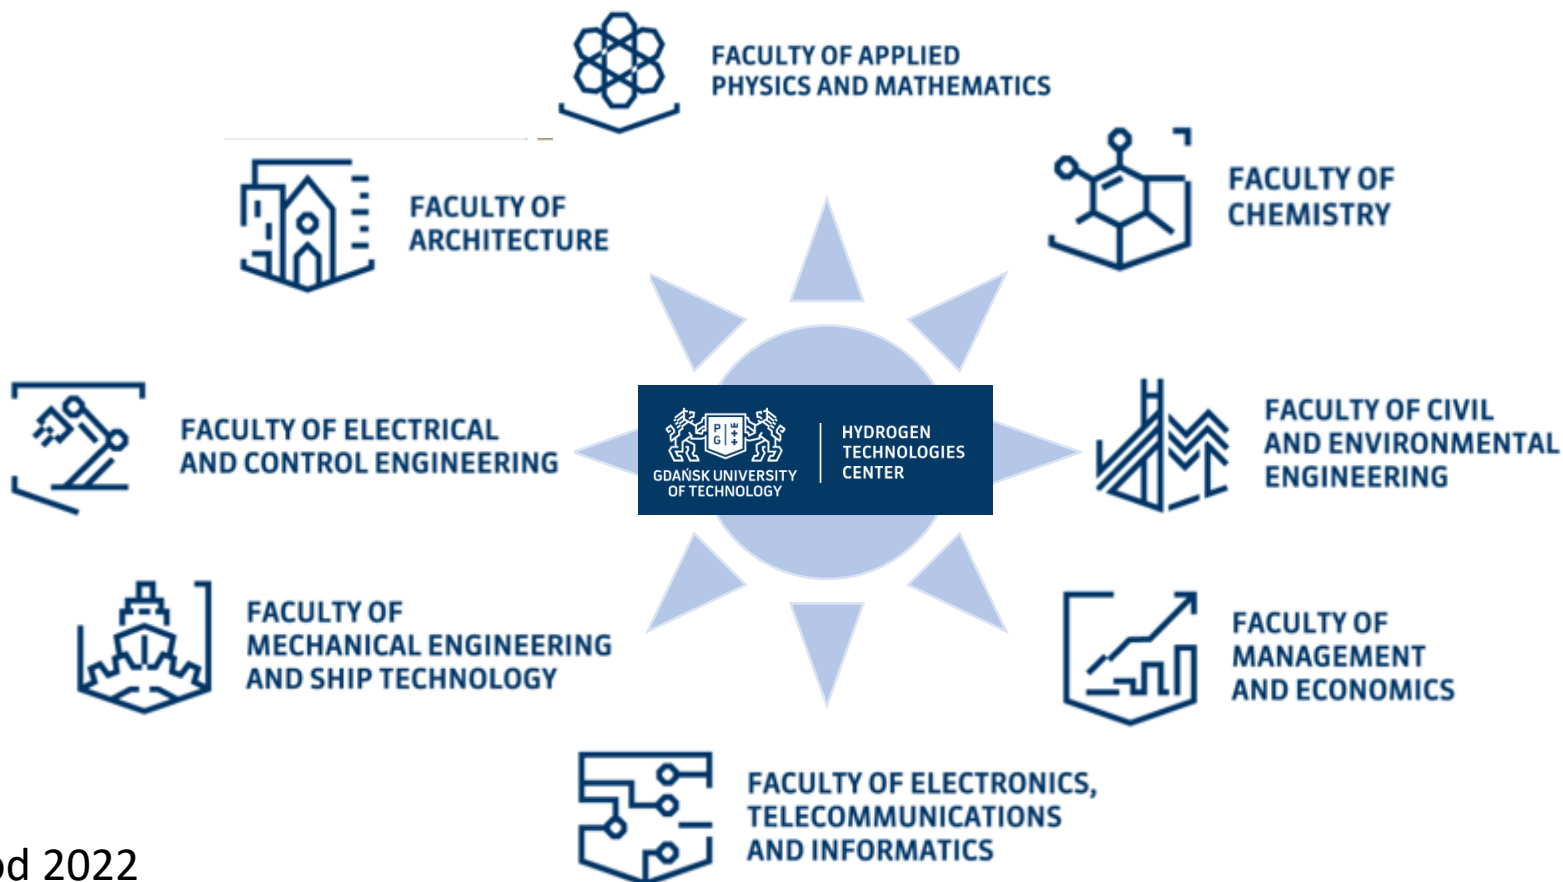 FACULTY OF APPLIED
PHYSICS AND MATHEMATICS
FACULTY OF
ARCHITECTURE
FACULTY OF
CHEMISTRY
FACULTY OF ELECTRICAL
AND CONTROL ENGINEERING
P G
GDAŃSK UNIVERSITY
OF TECHNOLOGY
HYDROGEN
TECHNOLOGIES
CENTER
FACULTY OF CIVIL
AND ENVIRONMENTAL
ENGINEERING
FACULTY OF
MECHANICAL ENGINEERING
AND SHIP TECHNOLOGY
FACULTY OF
MANAGEMENT
AND ECONOMICS
FACULTY OF ELECTRONICS,
TELECOMMUNICATIONS
AND INFORMATICS
od 2022